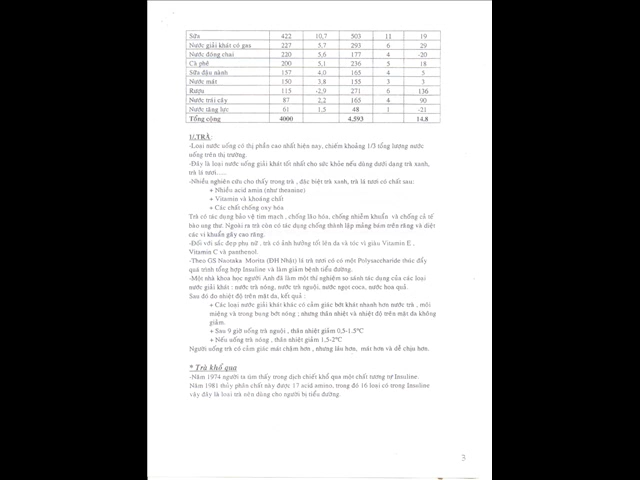 Sữa 422 10,7 503 11 19
Nước giải khát có gas 227 5,7 293 6 29
Nước đóng chai 220 5,6 177 4 -20
Cà phê 200 5,1 236 5 18
Sữa đậu nành 157 4,0 165 4 5
Nước mát 150 3,8 155 3 3
Rượu 115 -2,9 271 6 136
Nước trái cây 87 2,2 165 4 90
Nước tăng lực 61 1,5 48 1 -21
Tổng cộng 4000 4,593 14.8
1/.TRÀ:
-Loại nước uống có thị phần cao nhất hiện nay, chiếm khoảng 1/3 tổng lượng nước
uống trên thị trường.
-Đây là loại nước uống giải khát tốt nhất cho sức khỏe nếu dùng dưới dạng trà xanh,
trà lá tươi......
-Nhiều nghiên cứu cho thấy trong trà , đặc biệt trà xanh, trà lá tươi có chất sau:
+ Nhiều acid amin (như theanine)
+ Vitamin và khoáng chất
+ Các chất chống oxy hóa
Trà có tác dụng bảo vệ tim mạch , chống lão hóa, chống nhiễm khuẩn và chống cả tế
bào ung thư. Ngoài ra trà còn có tác dụng chống thành lập mảng bám trên răng và diệt
các vi khuẩn gây cao răng.
-Đối với sắc đẹp phụ nữ , trà có ảnh hưởng tốt lên da và tóc vì giàu Vitamin E ,
Vitamin C và panthenol.
-Theo GS Naotaka Morita (ĐH Nhật) lá trà tươi có có một Polysaccharide thúc đẩy
quá trình tổng hợp Insuline và làm giảm bệnh tiểu đường.
-Một nhà khoa học người Anh đã làm một thí nghiệm so sánh tác dụng của các loại
nước giải khát : nước trà nóng, nước trà nguội, nước ngọt coca, nước hoa quả.
Sau đó đo nhiệt độ trên mặt da, kết quả :
+ Các loại nước giải khát khác có cảm giác bớt khát nhanh hơn nước trà , môi
miệng và trong bụng bớt nóng ; nhưng thân nhiệt và nhiệt độ trên mặt da không
giảm.
+ Sau 9 giờ uống trà nguội , thân nhiệt giảm 0,5-1,5°C
+ Nếu uống trà nóng , thân nhiệt giảm 1,5-2°C
Người uống trà có cảm giác mát chậm hơn , nhưng lâu hơn, mát hơn và dễ chịu hơn.
* Trà khổ qua
-Năm 1974 người ta tìm thấy trong dịch chiết khổ qua một chất tương tự Insuline.
Năm 1981 thủy phân chất này được 17 acid amino, trong đó 16 loại có trong Insuline
vậy đây là loại trà nên dùng cho người bị tiểu đường.
3